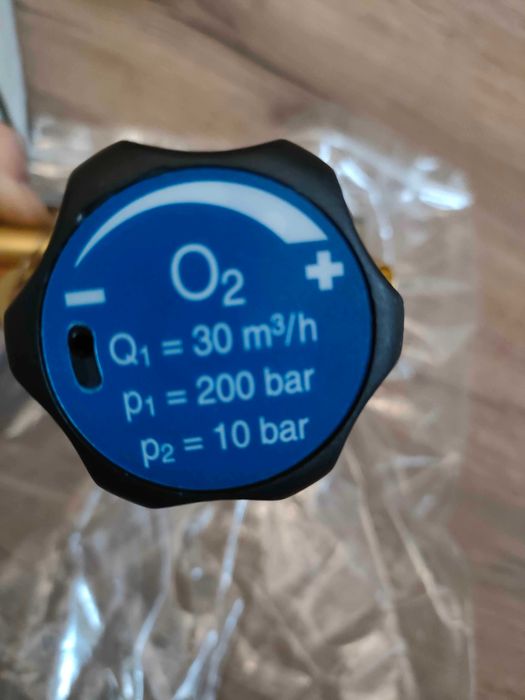 O₂
− +
Q₁ = 30 m³/h
p₁ = 200 bar
p₂ = 10 bar